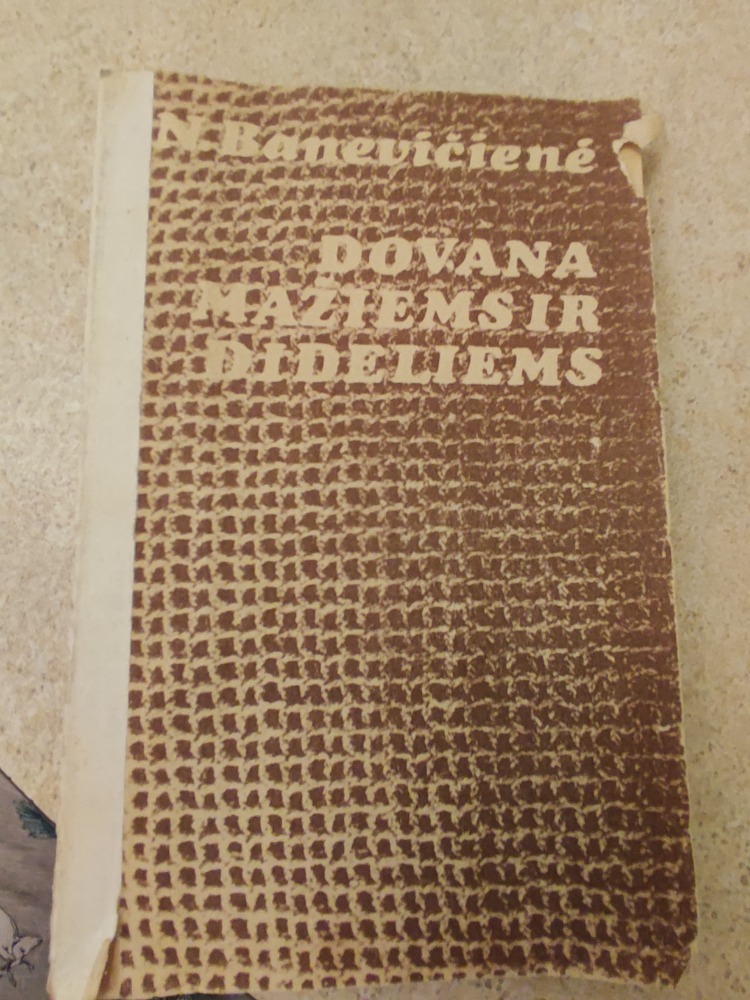 N Banevičienė
DOVANA
MAŽIEMS IR
DIDELIEMS